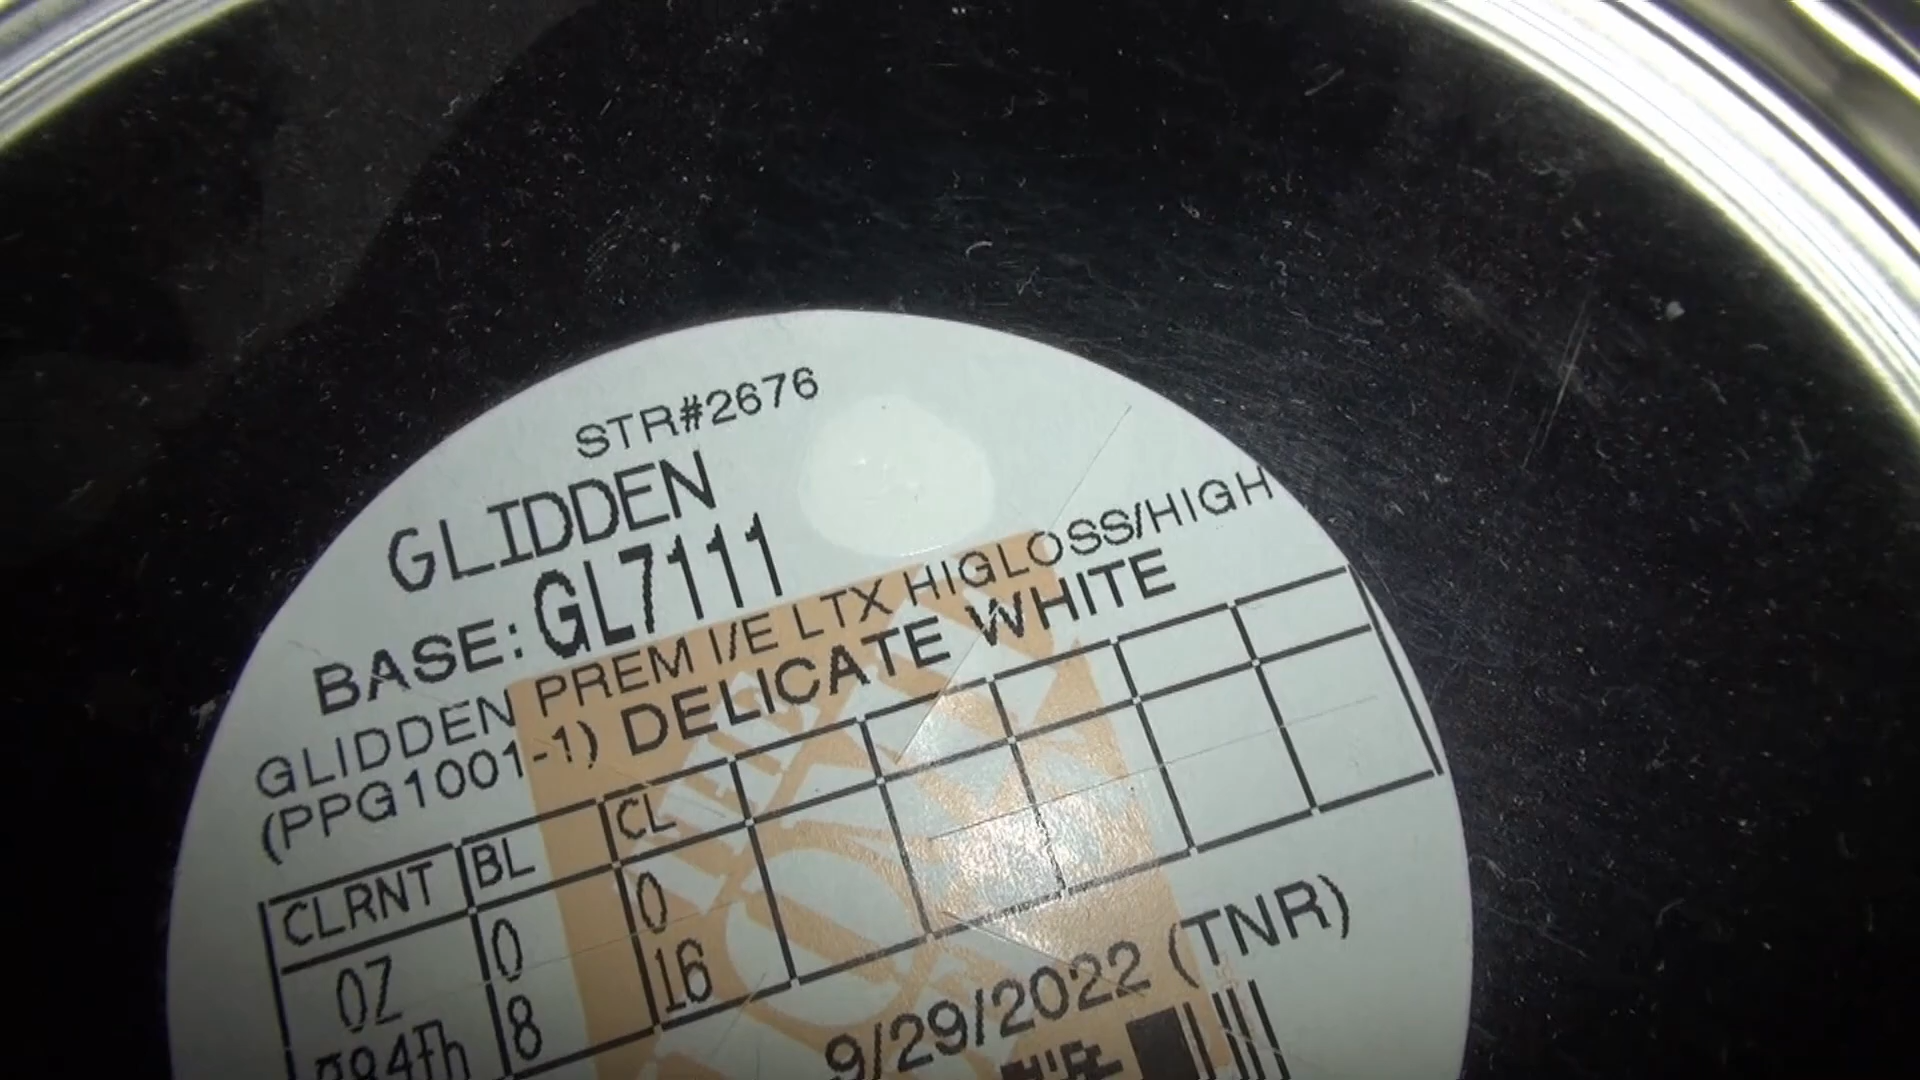 STR#2676
GLIDDEN
BASE: GL7111
GLIDDEN PREM I/E LTX HIGLOSS/HIGH
(PPG1001-1) DELICATE WHITE
CLRNT BL CL
OZ 0 0
384th 8 16
9/29/2022 (TNR)